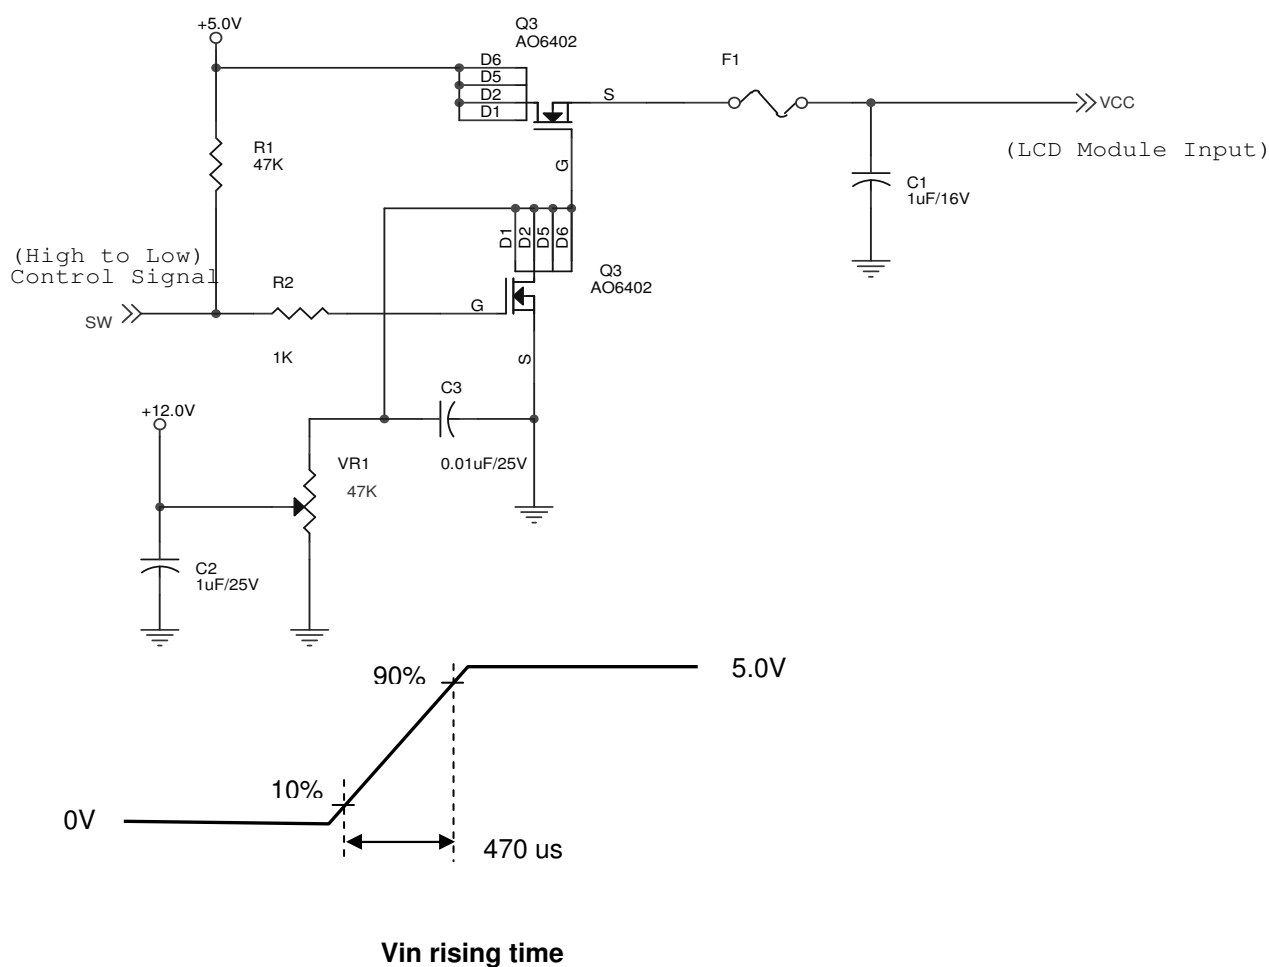 +5.0V
Q3
AO6402
D6
D5
D2
D1
S
F1
VCC
(LCD Module Input)
R1
47K
G
C1
1uF/16V
D1
D2
D5
D6
(High to Low)
Control Signal
SW
R2
1K
G
Q3
AO6402
S
C3
0.01uF/25V
+12.0V
VR1
47K
C2
1uF/25V
90%
5.0V
10%
0V
470 us
Vin rising time